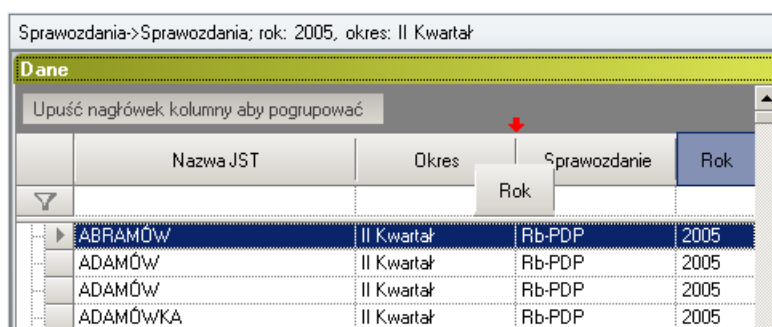 Sprawozdania->Sprawozdania; rok: 2005, okres: II Kwartał
Dane
Upuść nagłówek kolumny aby pogrupować
Nazwa JST Okres Sprawozdanie Rok
Rok
ABRAMÓW II Kwartał Rb-PDP 2005
ADAMÓW II Kwartał Rb-PDP 2005
ADAMÓW II Kwartał Rb-PDP 2005
ADAMÓWKA II Kwartał Rb-PDP 2005